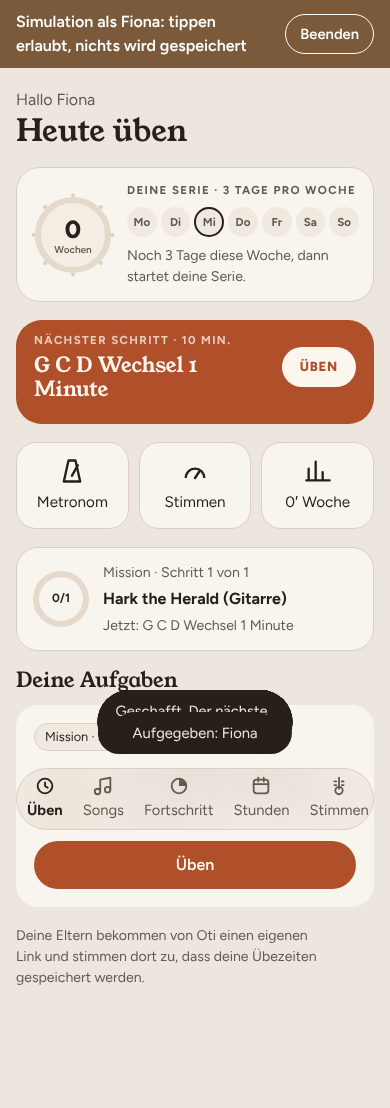 Simulation als Fiona: tippen
erlaubt, nichts wird gespeichert
Beenden
Hallo Fiona
Heute üben
0
Wochen
DEINE SERIE · 3 TAGE PRO WOCHE
Mo Di Mi Do Fr Sa So
Noch 3 Tage diese Woche, dann
startet deine Serie.
NÄCHSTER SCHRITT · 10 MIN.
G C D Wechsel 1
Minute
ÜBEN
Metronom
Stimmen
0′ Woche
0/1
Mission · Schritt 1 von 1
Hark the Herald (Gitarre)
Jetzt: G C D Wechsel 1 Minute
Deine Aufgaben
Geschafft. Der nächste
Mission ·
Aufgegeben: Fiona
Üben Songs Fortschritt Stunden Stimmen
Üben
Deine Eltern bekommen von Oti einen eigenen
Link und stimmen dort zu, dass deine Übezeiten
gespeichert werden.